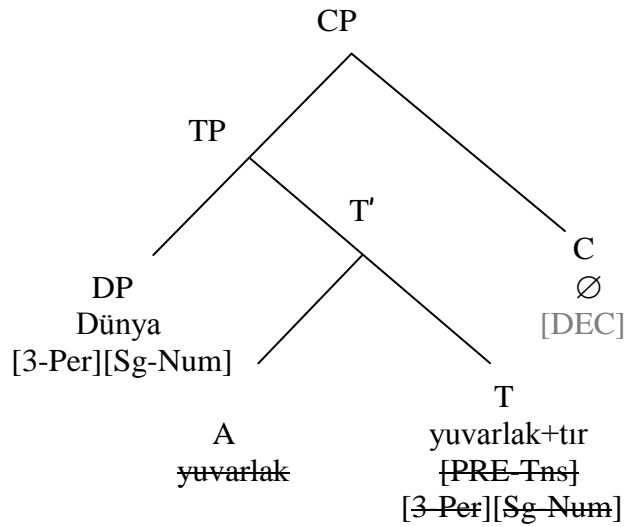 CP
TP
T'
C
∅
[DEC]
DP
Dünya
[3-Per][Sg-Num]
A
yuvarlak
T
yuvarlak+tır
[PRE-Tns]
[3-Per][Sg-Num]